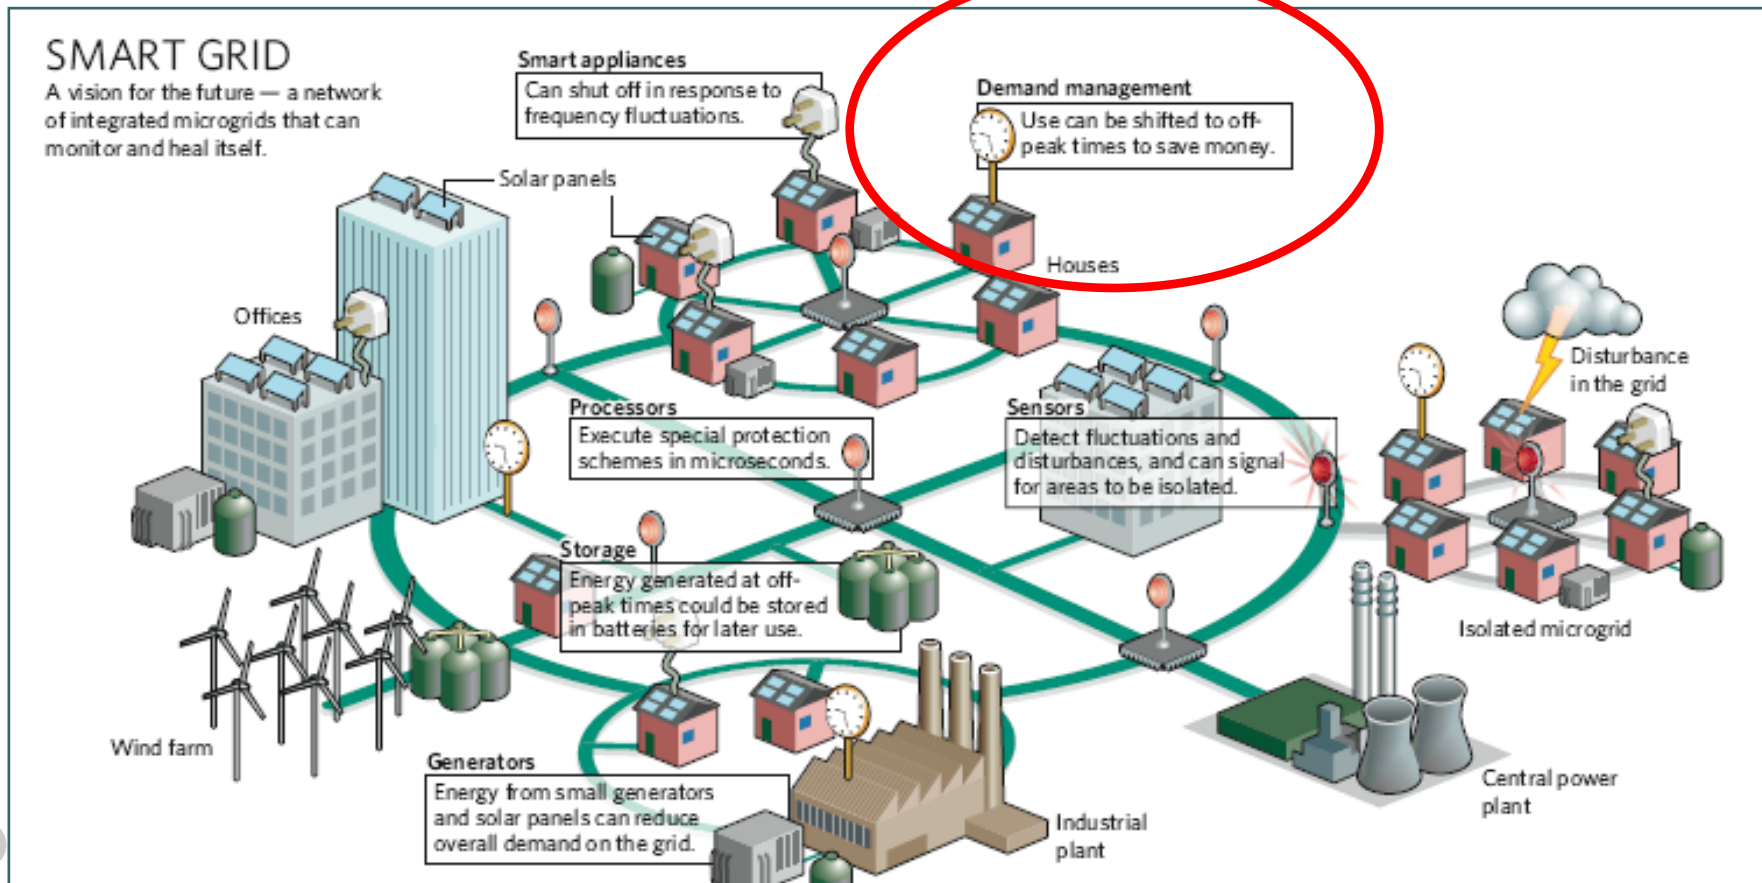 SMART GRID
A vision for the future — a network
of integrated microgrids that can
monitor and heal itself.
Smart appliances
Can shut off in response to
frequency fluctuations.
Demand management
Use can be shifted to off-
peak times to save money.
Solar panels
Houses
Offices
Disturbance
in the grid
Processors
Execute special protection
schemes in microseconds.
Sensors
Detect fluctuations and
disturbances, and can signal
for areas to be isolated.
Storage
Energy generated at off-
peak times could be stored
in batteries for later use.
Isolated microgrid
Wind farm
Generators
Energy from small generators
and solar panels can reduce
overall demand on the grid.
Central power
plant
Industrial
plant